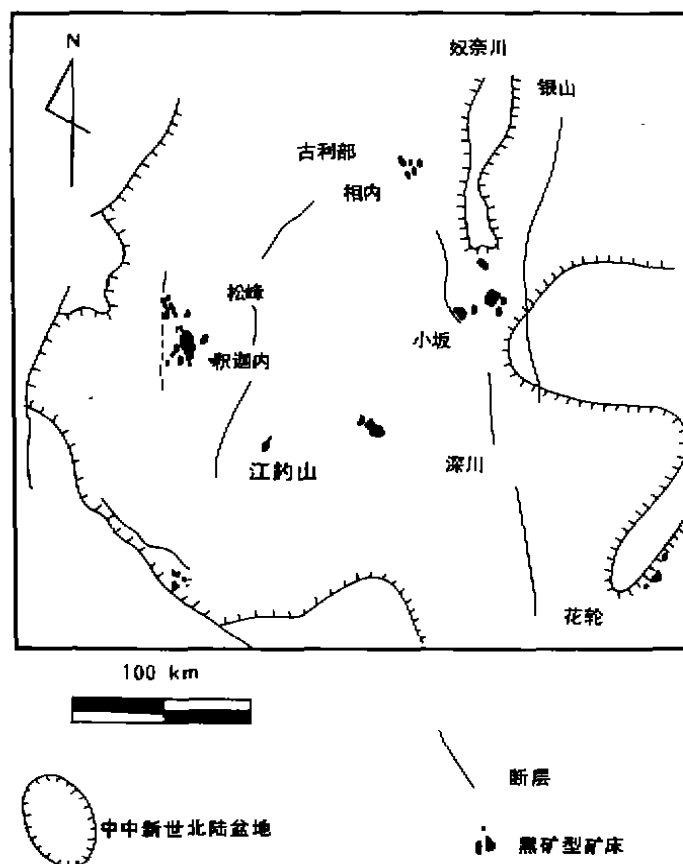 N
奴奈川
银山
古利部
相内
松峰
小坂
釈迦内
江釣山
深川
花轮
100 km
断层
中中新世北陆盆地
黑矿型矿床